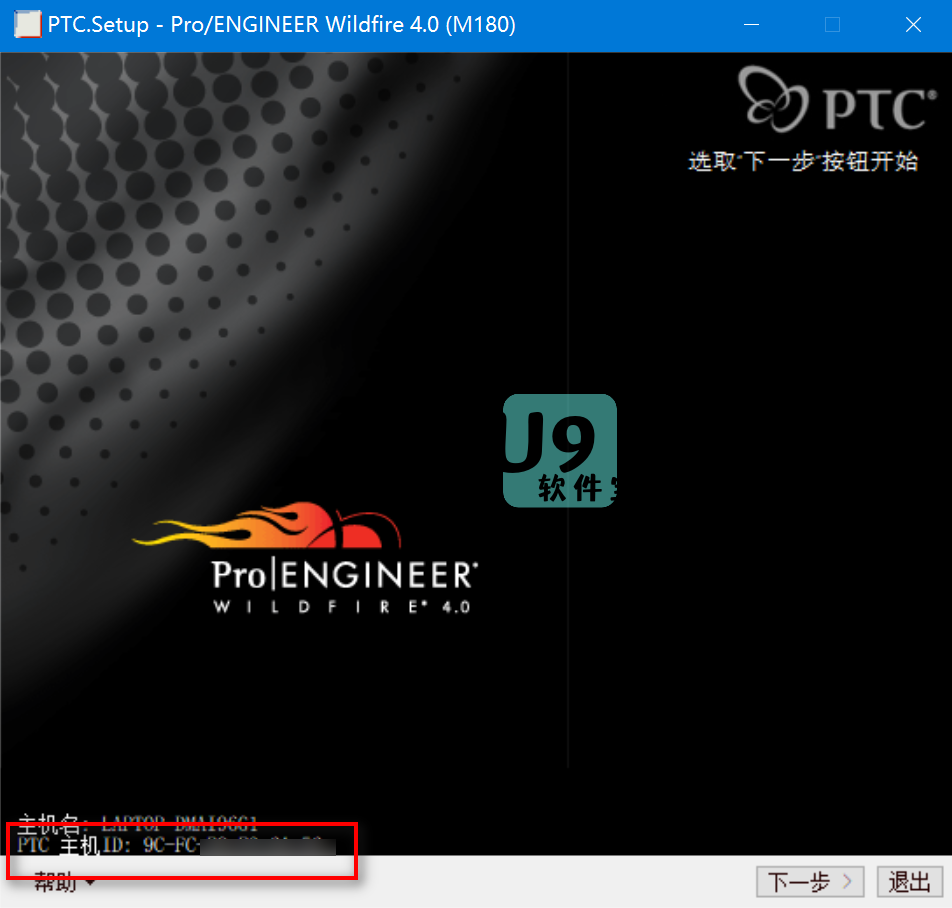 PTC.Setup - Pro/ENGINEER Wildfire 4.0 (M180)
PTC®
选取"下一步"按钮开始
U9
软件
Pro|ENGINEER
WILDFIRE® 4.0
主机名: LAPTOP-DMAI96G1
PTC 主机ID: 9C-FC-
帮助
下一步
退出